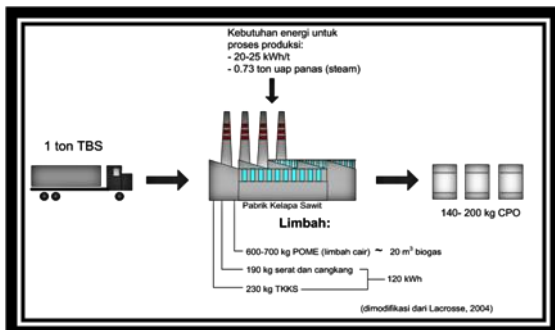 Kebutuhan energi untuk
proses produksi:
- 20-25 kWh/t
- 0.73 ton uap panas (steam)
1 ton TBS
Pabrik Kelapa Sawit
140- 200 kg CPO
Limbah:
600-700 kg POME (limbah cair) ~ 20 m³ biogas
190 kg serat dan cangkang
120 kWh
230 kg TKKS
(dimodifikasi dari Lacrosse, 2004)